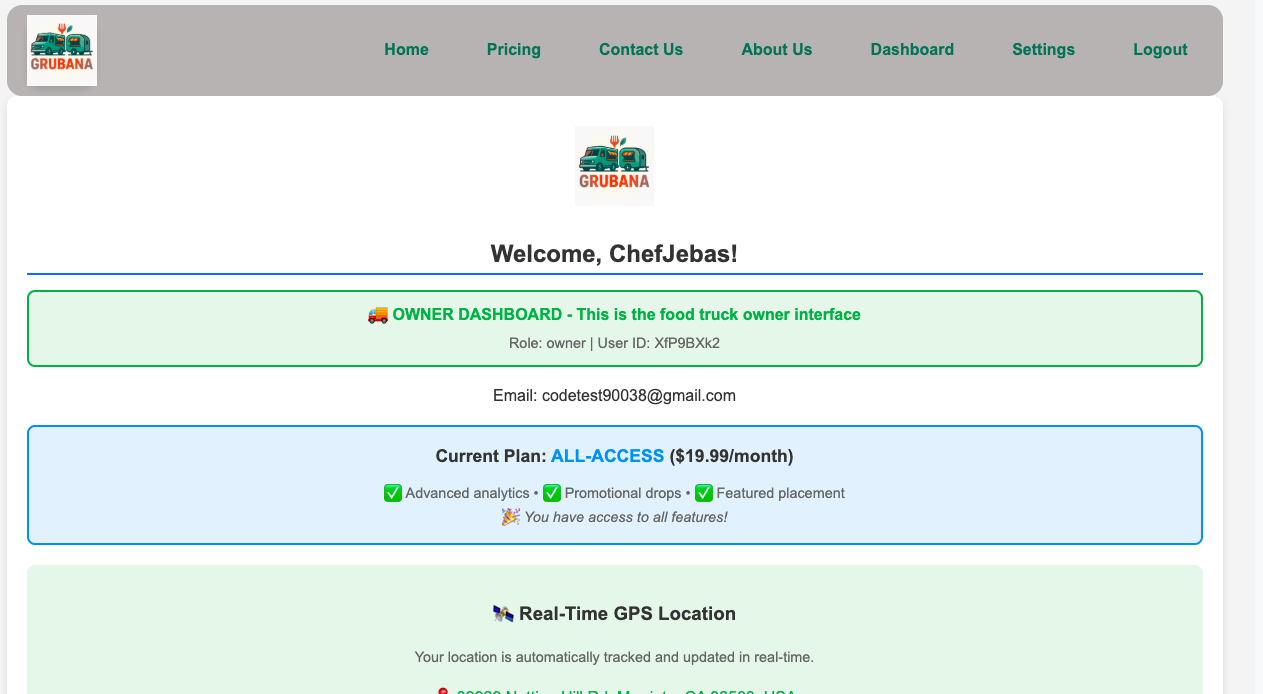 GRUBANA
Home Pricing Contact Us About Us Dashboard Settings Logout
GRUBANA
Welcome, ChefJebas!
🚚 OWNER DASHBOARD - This is the food truck owner interface
Role: owner | User ID: XfP9BXk2
Email: codetest90038@gmail.com
Current Plan: ALL-ACCESS ($19.99/month)
✅ Advanced analytics • ✅ Promotional drops • ✅ Featured placement
🎉 You have access to all features!
🛰️ Real-Time GPS Location
Your location is automatically tracked and updated in real-time.